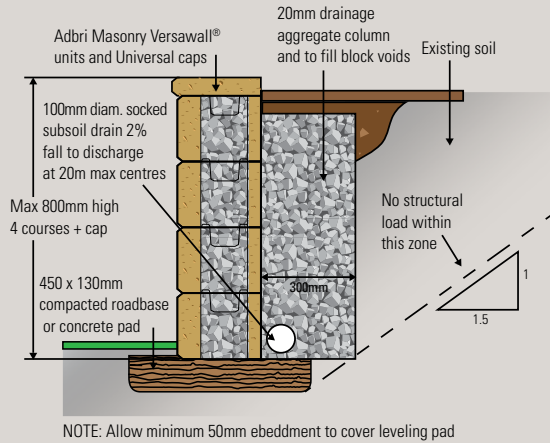 20mm drainage
aggregate column
and to fill block voids
Adbri Masonry Versawall®
units and Universal caps
Existing soil
100mm diam. socked
subsoil drain 2%
fall to discharge
at 20m max centres
Max 800mm high
4 courses + cap
No structural
load within
this zone
450 x 130mm
compacted roadbase
or concrete pad
300mm
1
1.5
NOTE: Allow minimum 50mm ebeddment to cover leveling pad